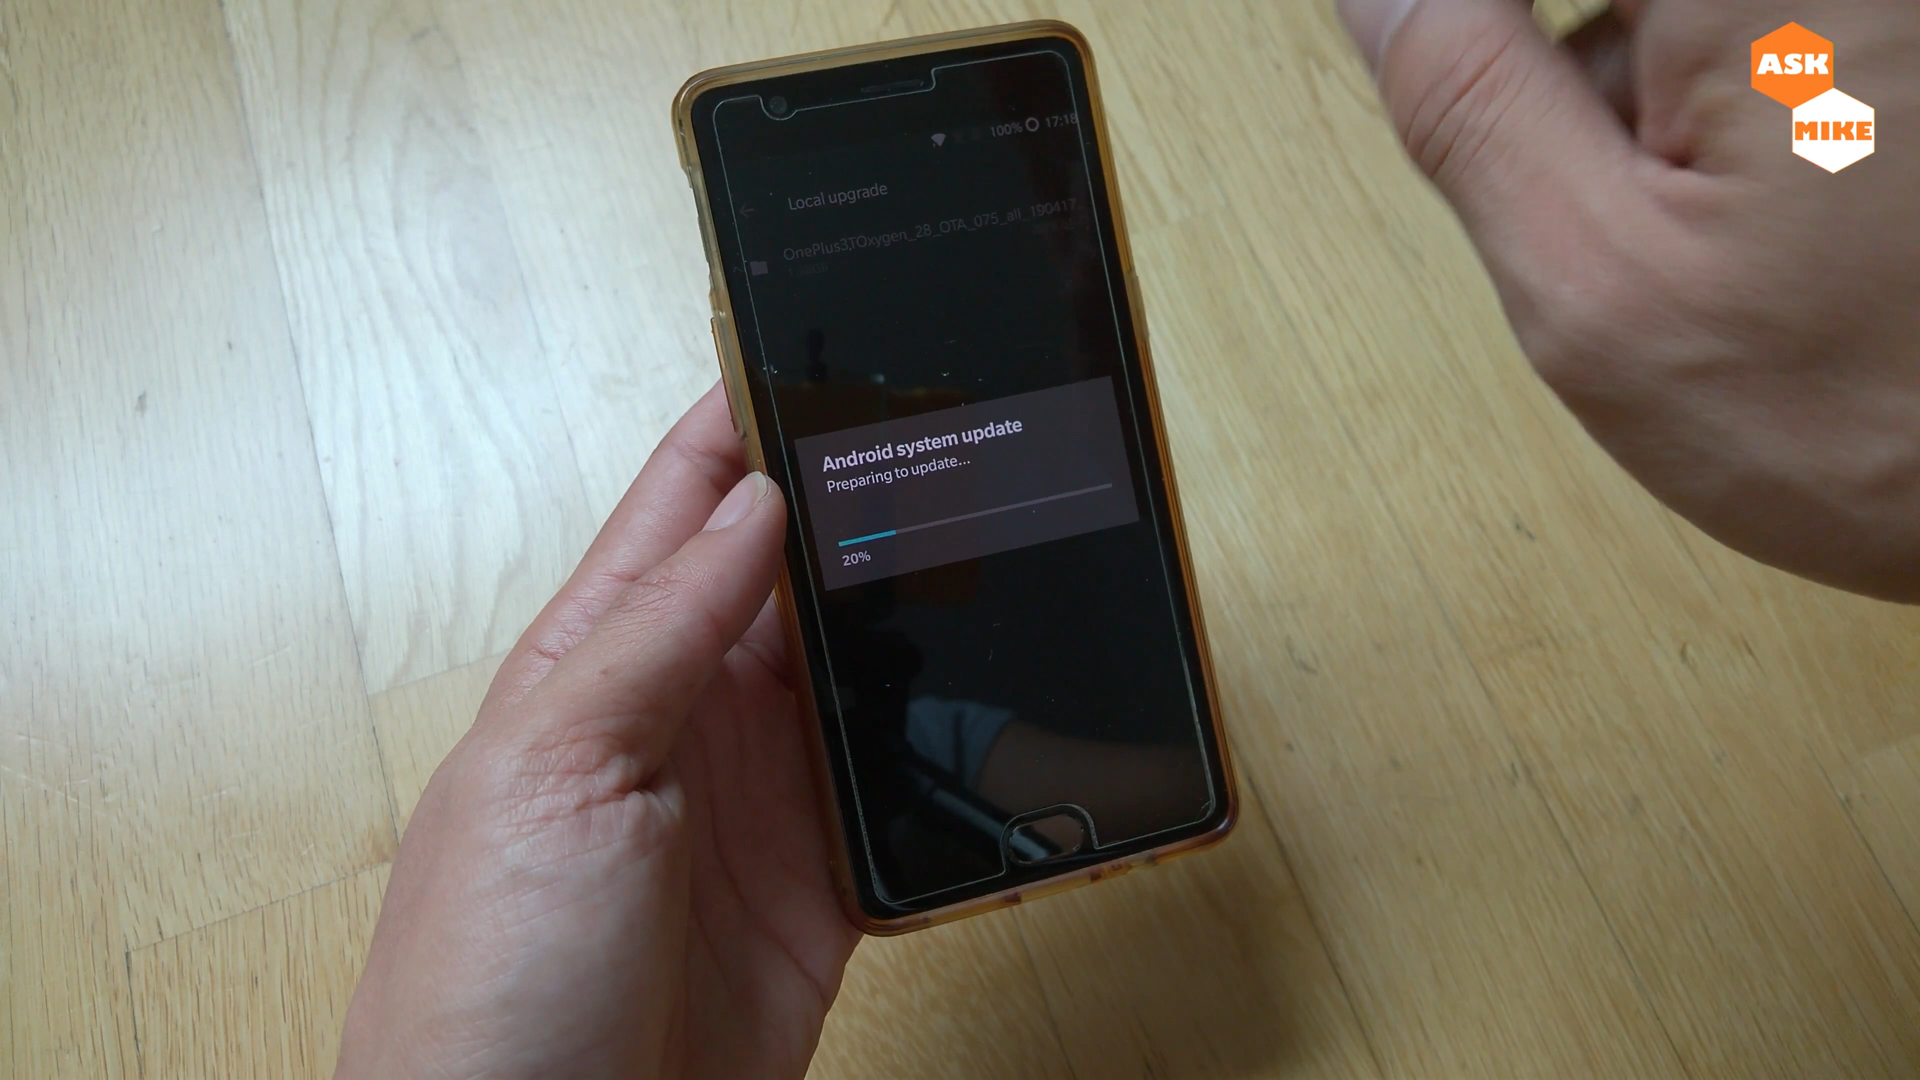 ASK
MIKE
100% 17:18
Local upgrade
OnePlus3TOxygen_28_OTA_075_all_190417...
Android system update
Preparing to update...
20%